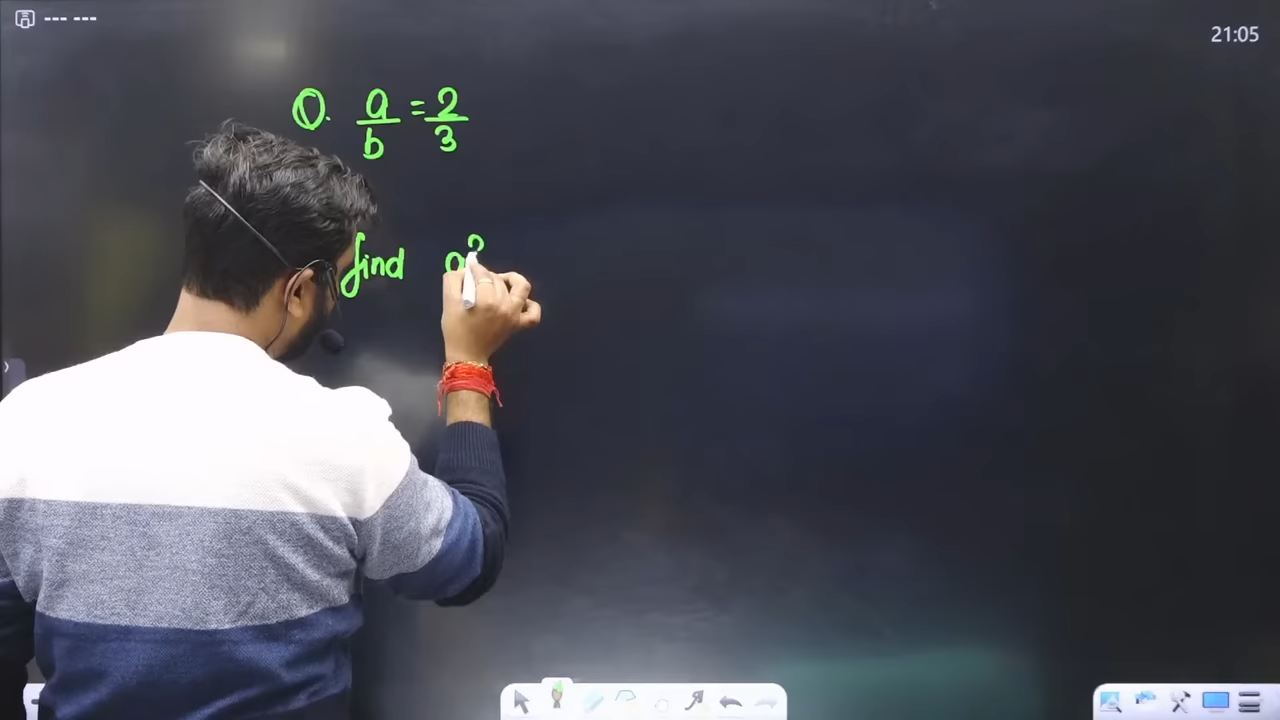 --- ---
21:05
Q. a/b = 2/3
find a